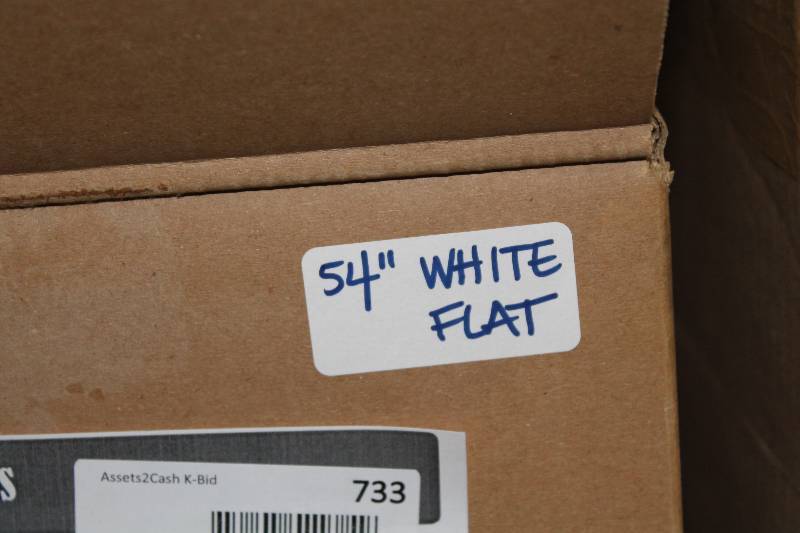 54" WHITE
FLAT
Assets2Cash K-Bid
733